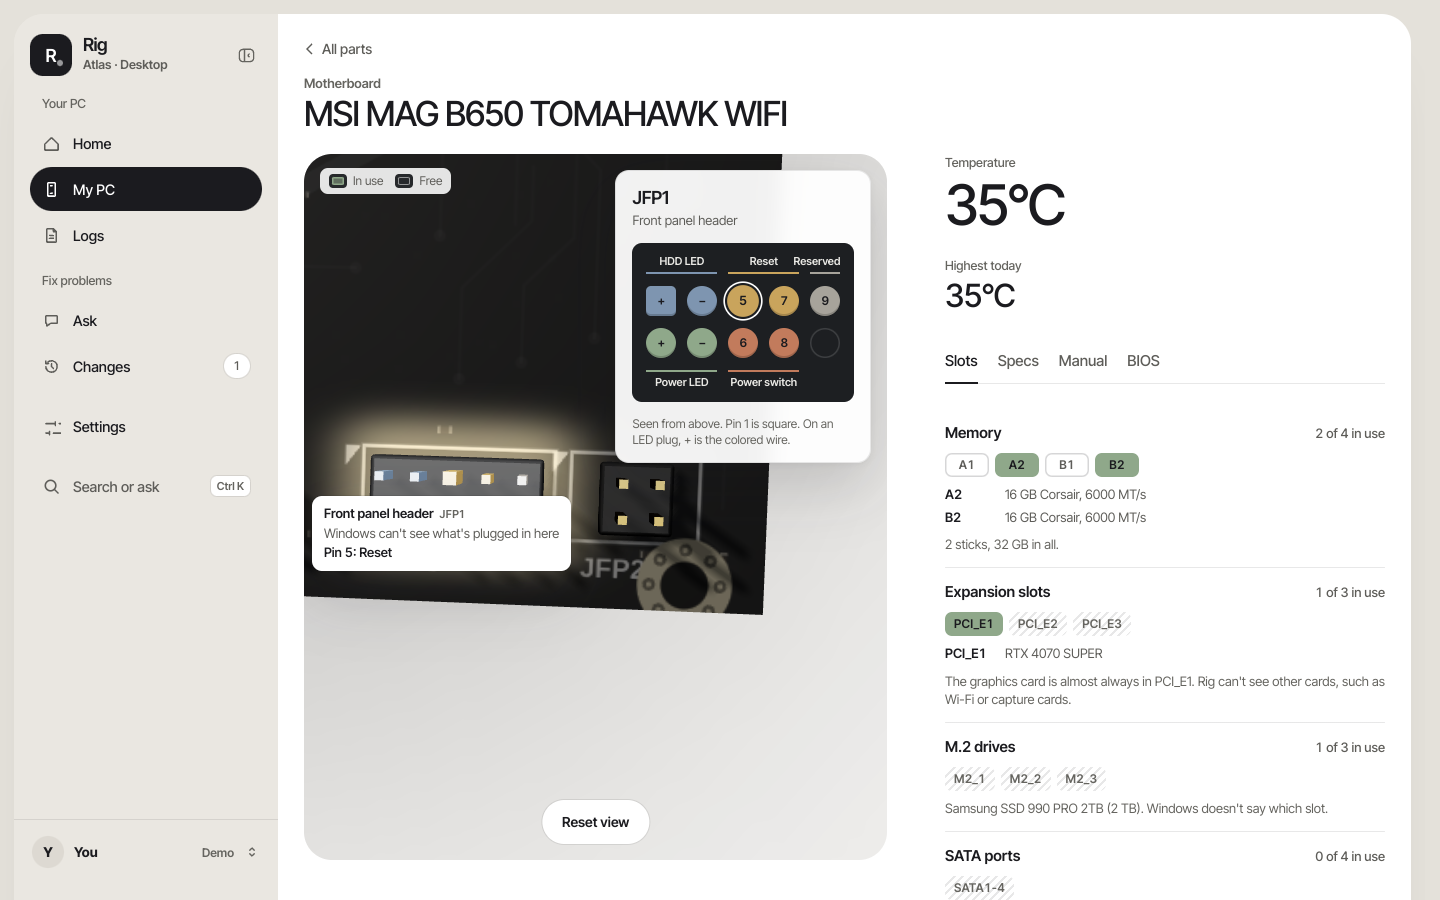 R
Rig
Atlas · Desktop
Your PC
Home
My PC
Logs
Fix problems
Ask
Changes
1
Settings
Search or ask
Ctrl K
Y
You
Demo
All parts
Motherboard
MSI MAG B650 TOMAHAWK WIFI
In use
Free
JFP1
Front panel header
HDD LED
Reset
Reserved
+
−
5
7
9
+
−
6
8
Power LED
Power switch
Seen from above. Pin 1 is square. On an
LED plug, + is the colored wire.
Front panel header JFP1
Windows can't see what's plugged in here
Pin 5: Reset
JFP2
Reset view
Temperature
35°C
Highest today
35°C
Slots
Specs
Manual
BIOS
Memory
2 of 4 in use
A1
A2
B1
B2
A2 16 GB Corsair, 6000 MT/s
B2 16 GB Corsair, 6000 MT/s
2 sticks, 32 GB in all.
Expansion slots
1 of 3 in use
PCI_E1
PCI_E2
PCI_E3
PCI_E1 RTX 4070 SUPER
The graphics card is almost always in PCI_E1. Rig can't see other cards, such as
Wi-Fi or capture cards.
M.2 drives
1 of 3 in use
M2_1
M2_2
M2_3
Samsung SSD 990 PRO 2TB (2 TB). Windows doesn't say which slot.
SATA ports
0 of 4 in use
SATA1-4